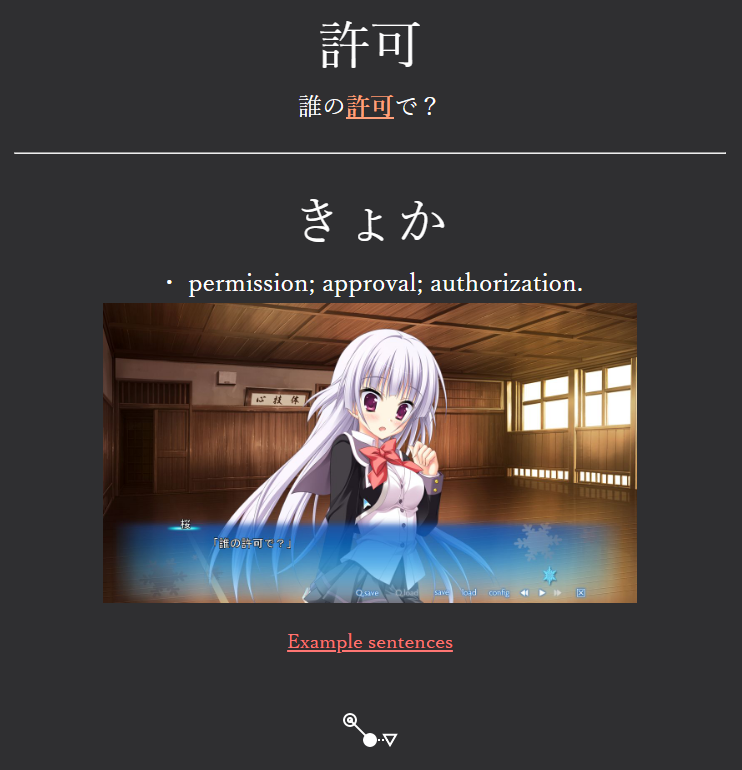 許可
誰の許可で？
きょか
・ permission; approval; authorization.
心技体
桜
「誰の許可で？」
Q.save Q.load save load config
Example sentences